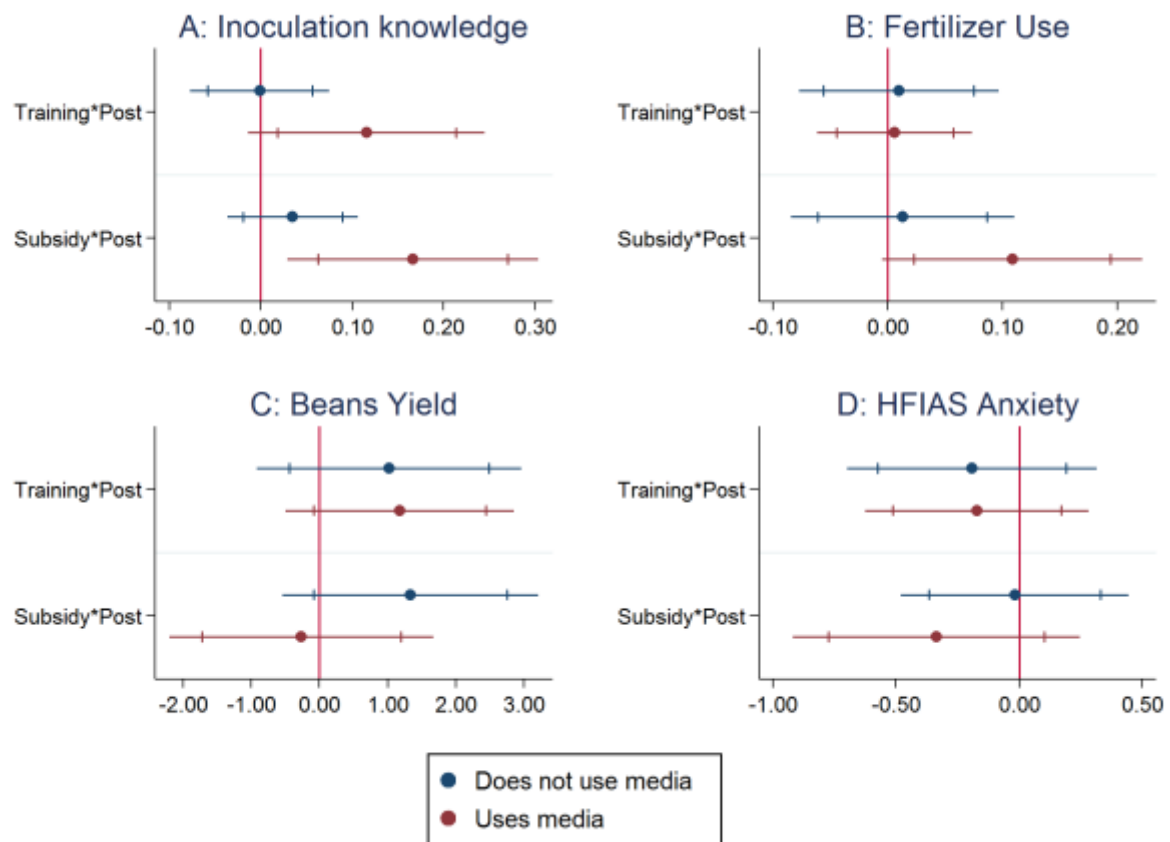 A: Inoculation knowledge
Training*Post
Subsidy*Post
-0.10 0.00 0.10 0.20 0.30
B: Fertilizer Use
Training*Post
Subsidy*Post
-0.10 0.00 0.10 0.20
C: Beans Yield
Training*Post
Subsidy*Post
-2.00 -1.00 0.00 1.00 2.00 3.00
D: HFIAS Anxiety
Training*Post
Subsidy*Post
-1.00 -0.50 0.00 0.50
Does not use media
Uses media